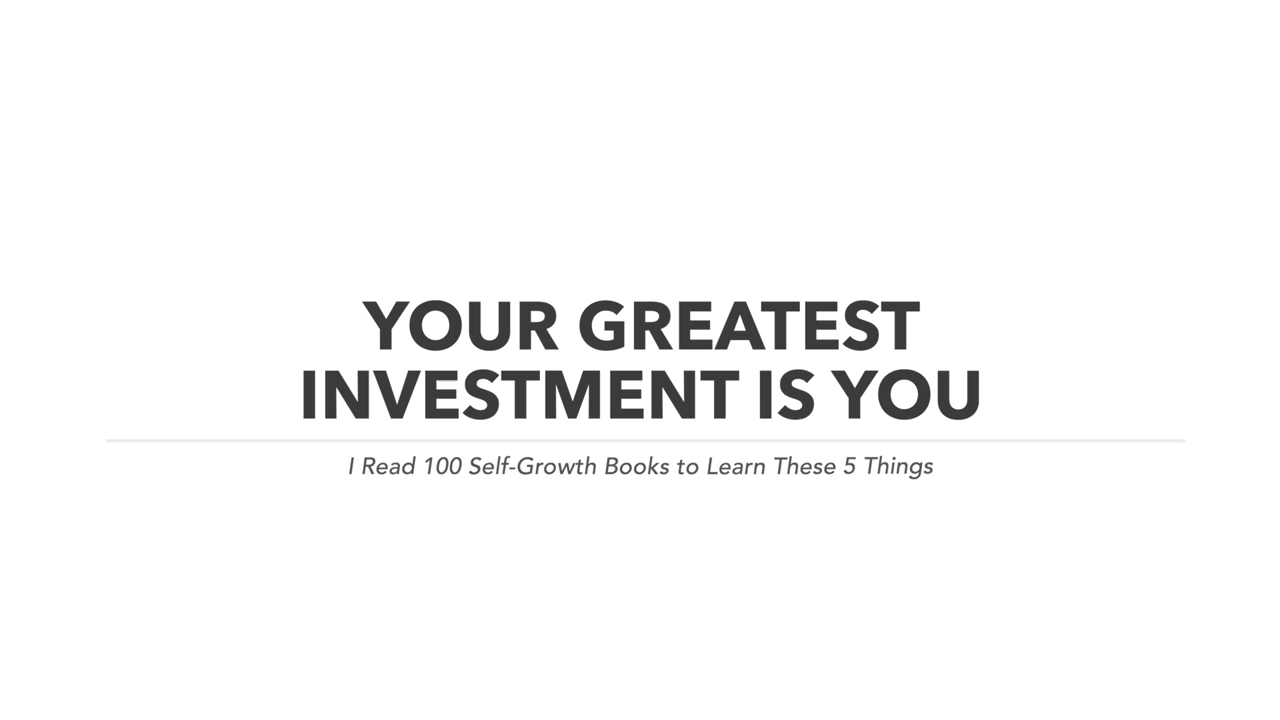 YOUR GREATEST
INVESTMENT IS YOU
I Read 100 Self-Growth Books to Learn These 5 Things